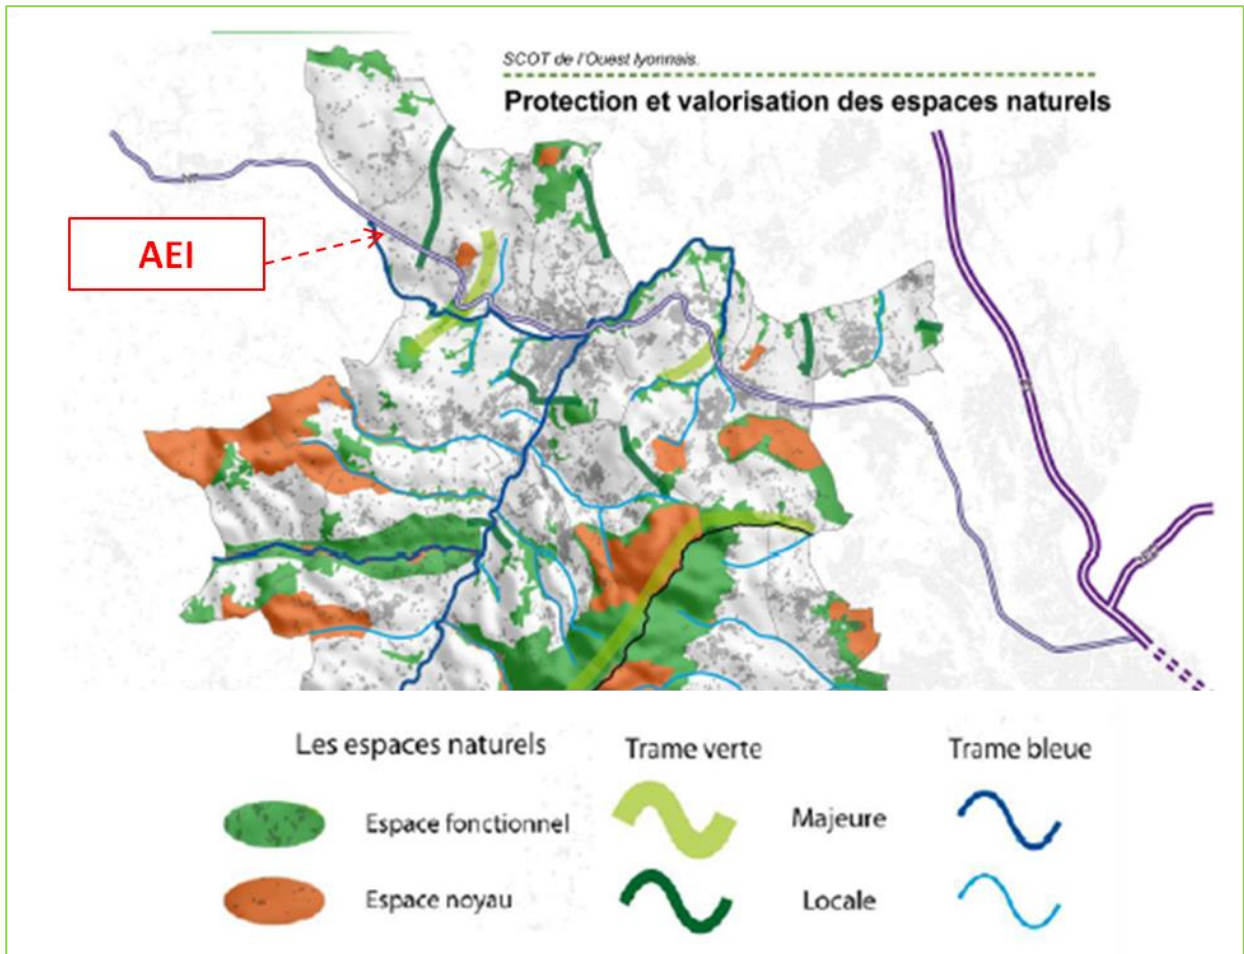 SCOT de l'Ouest lyonnais.
Protection et valorisation des espaces naturels
AEI
Les espaces naturels
Trame verte
Trame bleue
Espace fonctionnel
Majeure
Espace noyau
Locale